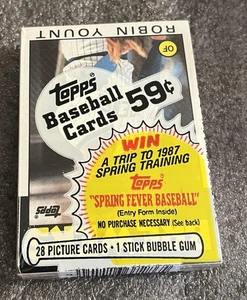 ROBIN YOUNT
OF
Topps
Baseball
Cards 59¢
WIN
A TRIP TO 1987
SPRING TRAINING
Topps
"SPRING FEVER BASEBALL"
(Entry Form Inside)
NO PURCHASE NECESSARY (See back)
TOPPS
28 PICTURE CARDS • 1 STICK BUBBLE GUM